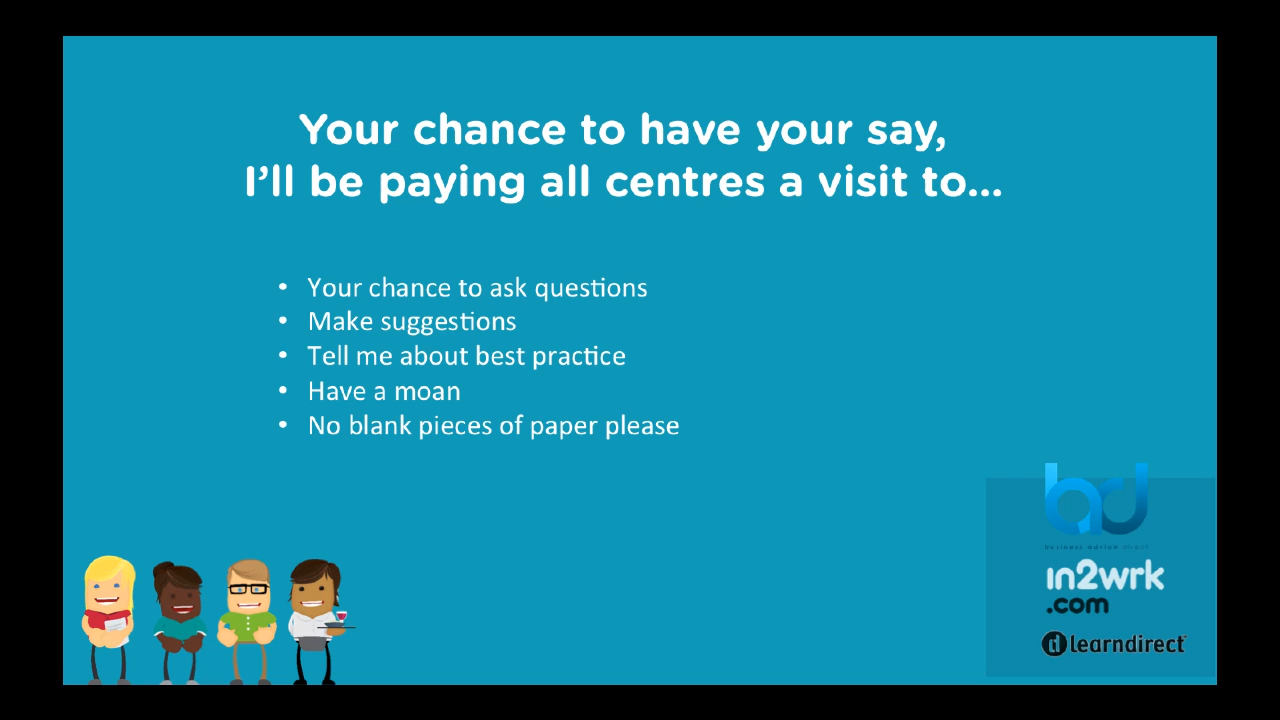 Your chance to have your say,
I'll be paying all centres a visit to...
• Your chance to ask questions
• Make suggestions
• Tell me about best practice
• Have a moan
• No blank pieces of paper please
bad
in2wrk
.com
learndirect